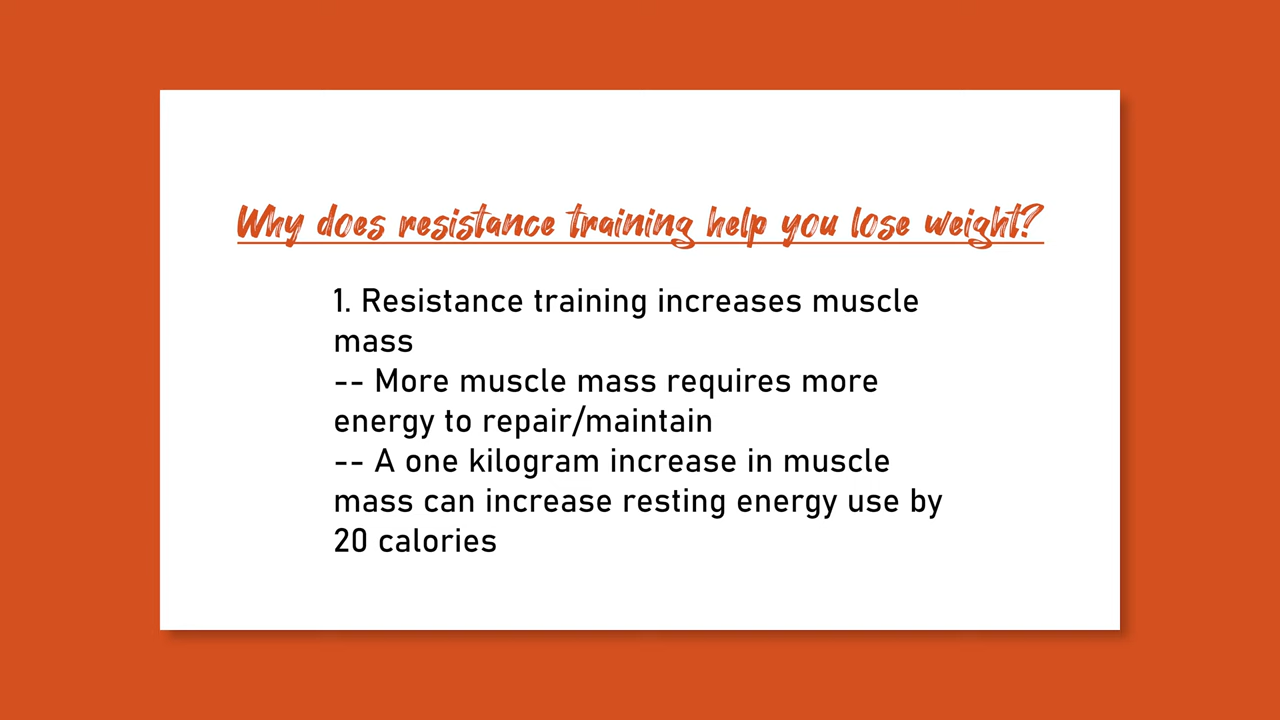 Why does resistance training help you lose weight?
1. Resistance training increases muscle
mass
-- More muscle mass requires more
energy to repair/maintain
-- A one kilogram increase in muscle
mass can increase resting energy use by
20 calories